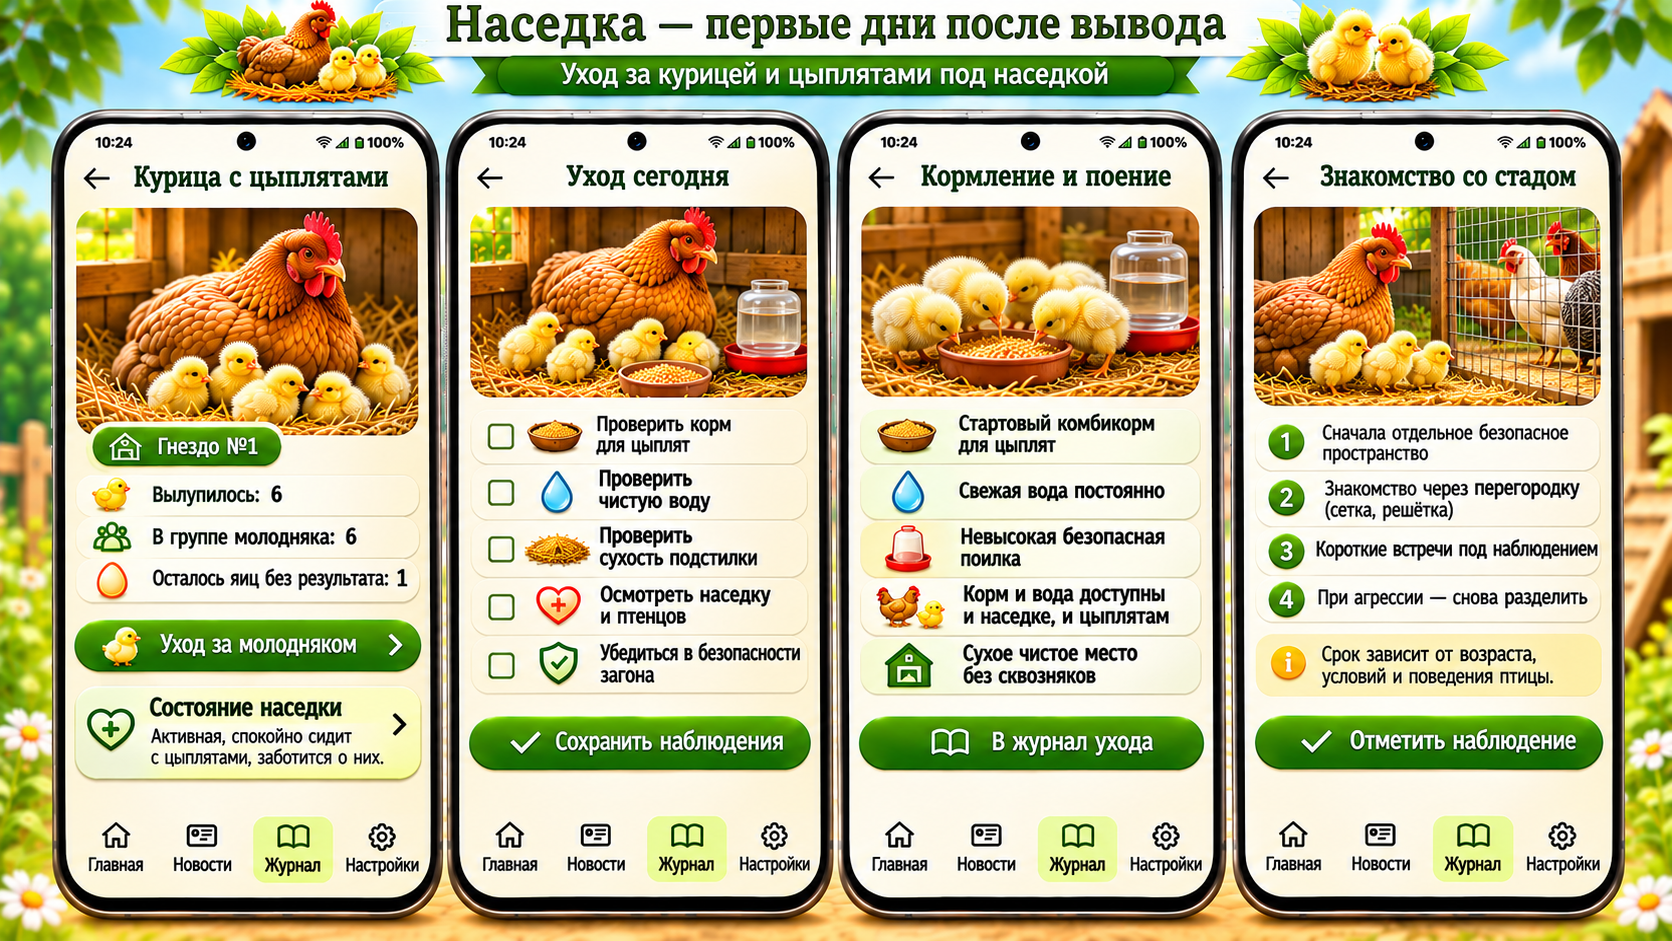 Наседка — первые дни после вывода
Уход за курицей и цыплятами под наседкой
10:24
100%
Курица с цыплятами
Гнездо №1
Вылупилось: 6
В группе молодняка: 6
Осталось яиц без результата: 1
Уход за молодняком
Состояние наседки
Активная, спокойно сидит
с цыплятами, заботится о них.
Главная
Новости
Журнал
Настройки
10:24
100%
Уход сегодня
Проверить корм
для цыплят
Проверить
чистую воду
Проверить
сухость подстилки
Осмотреть наседку
и птенцов
Убедиться в безопасности
загона
Сохранить наблюдения
Главная
Новости
Журнал
Настройки
10:24
100%
Кормление и поение
Стартовый комбикорм
для цыплят
Свежая вода постоянно
Невысокая безопасная
поилка
Корм и вода доступны
и наседке, и цыплятам
Сухое чистое место
без сквозняков
В журнал ухода
Главная
Новости
Журнал
Настройки
10:24
100%
Знакомство со стадом
1 Сначала отдельное безопасное
пространство
2 Знакомство через перегородку
(сетка, решётка)
3 Короткие встречи под наблюдением
4 При агрессии — снова разделить
i Срок зависит от возраста,
условий и поведения птицы.
Отметить наблюдение
Главная
Новости
Журнал
Настройки